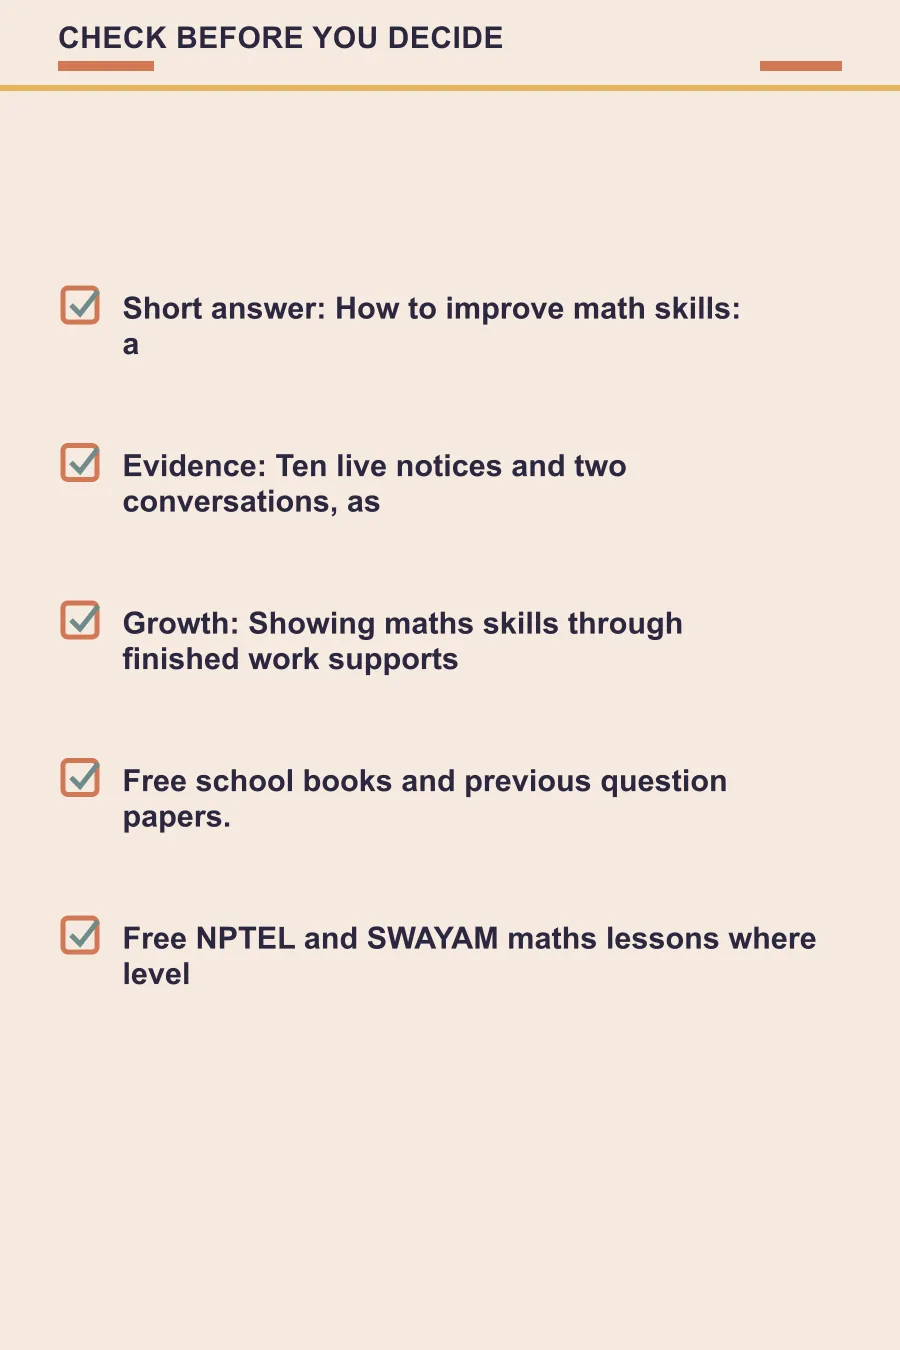 CHECK BEFORE YOU DECIDE
Short answer: How to improve math skills:
a
Evidence: Ten live notices and two
conversations, as
Growth: Showing maths skills through
finished work supports
Free school books and previous question
papers.
Free NPTEL and SWAYAM maths lessons where
level